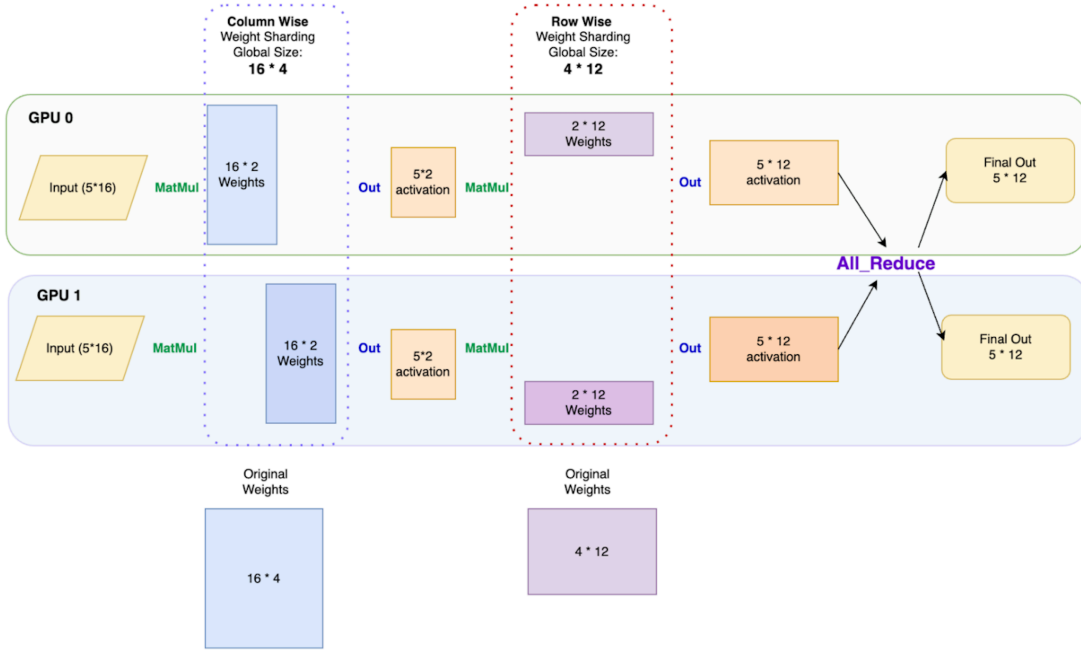 Column Wise
Weight Sharding
Global Size:
16 * 4
Row Wise
Weight Sharding
Global Size:
4 * 12
GPU 0
Input (5*16)
MatMul
16 * 2
Weights
Out
5*2
activation
MatMul
2 * 12
Weights
Out
5 * 12
activation
Final Out
5 * 12
All_Reduce
GPU 1
Input (5*16)
MatMul
16 * 2
Weights
Out
5*2
activation
MatMul
2 * 12
Weights
Out
5 * 12
activation
Final Out
5 * 12
Original
Weights
16 * 4
Original
Weights
4 * 12